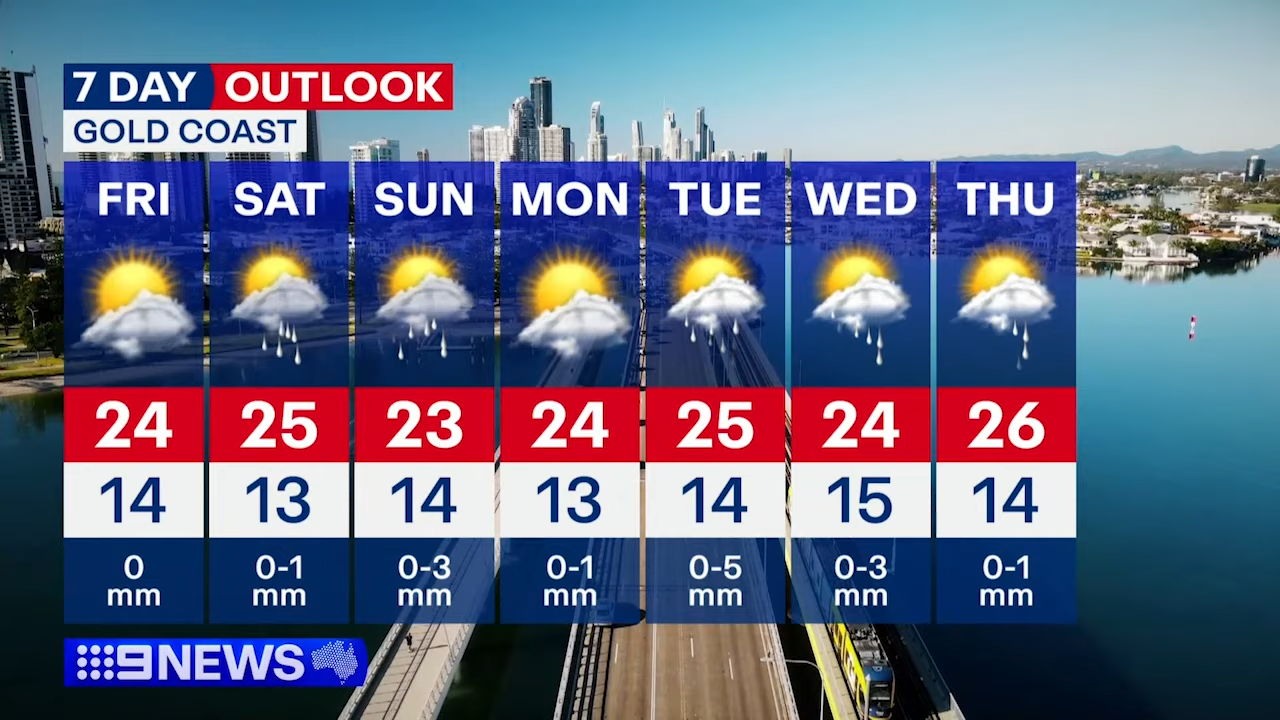 7 DAY OUTLOOK
GOLD COAST
FRI SAT SUN MON TUE WED THU
24 25 23 24 25 24 26
14 13 14 13 14 15 14
0 0-1 0-3 0-1 0-5 0-3 0-1
mm mm mm mm mm mm mm
9NEWS